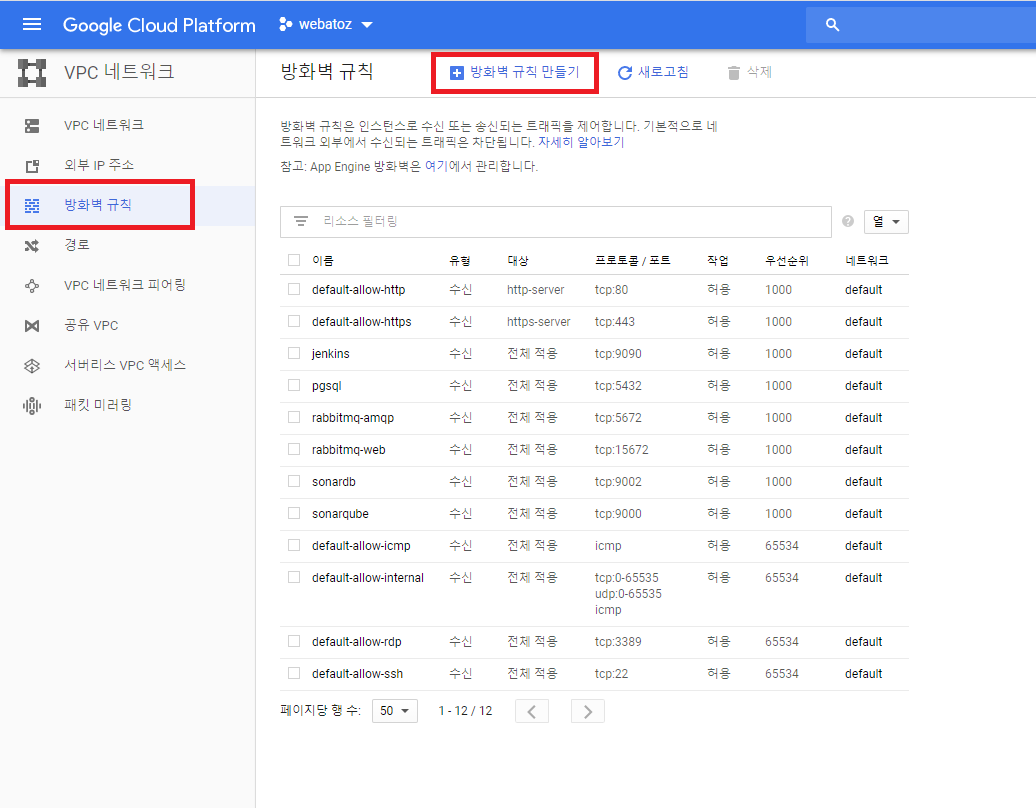 Google Cloud Platform webatoz
VPC 네트워크
방화벽 규칙 방화벽 규칙 만들기 새로고침 삭제
VPC 네트워크
외부 IP 주소
방화벽 규칙
경로
VPC 네트워크 피어링
공유 VPC
서버리스 VPC 액세스
패킷 미러링
방화벽 규칙은 인스턴스로 수신 또는 송신되는 트래픽을 제어합니다. 기본적으로 네
트워크 외부에서 수신되는 트래픽은 차단됩니다. 자세히 알아보기
참고: App Engine 방화벽은 여기에서 관리합니다.
리소스 필터링 열
이름 유형 대상 프로토콜 / 포트 작업 우선순위 네트워크
default-allow-http 수신 http-server tcp:80 허용 1000 default
default-allow-https 수신 https-server tcp:443 허용 1000 default
jenkins 수신 전체 적용 tcp:9090 허용 1000 default
pgsql 수신 전체 적용 tcp:5432 허용 1000 default
rabbitmq-amqp 수신 전체 적용 tcp:5672 허용 1000 default
rabbitmq-web 수신 전체 적용 tcp:15672 허용 1000 default
sonardb 수신 전체 적용 tcp:9002 허용 1000 default
sonarqube 수신 전체 적용 tcp:9000 허용 1000 default
default-allow-icmp 수신 전체 적용 icmp 허용 65534 default
default-allow-internal 수신 전체 적용 tcp:0-65535 허용 65534 default
udp:0-65535
icmp
default-allow-rdp 수신 전체 적용 tcp:3389 허용 65534 default
default-allow-ssh 수신 전체 적용 tcp:22 허용 65534 default
페이지당 행 수: 50 1 - 12 / 12